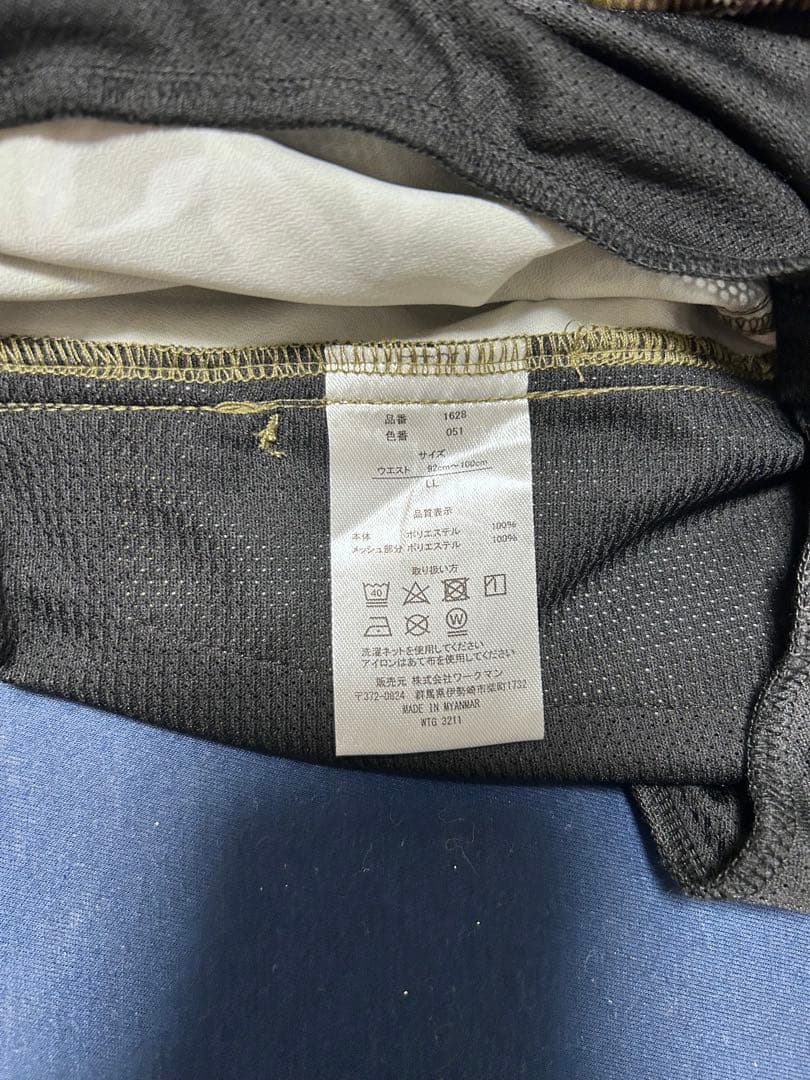 品番 1628
色番 051
サイズ
ウエスト 92cm〜100cm
LL
品質表示
本体 ポリエステル 100%
メッシュ部分 ポリエステル 100%
取り扱い方
40
W
洗濯ネットを使用してください
アイロンはあて布を使用してください
販売元 株式会社ワークマン
〒372-0824 群馬県伊勢崎市柴町1732
MADE IN MYANMAR
WTG 3211